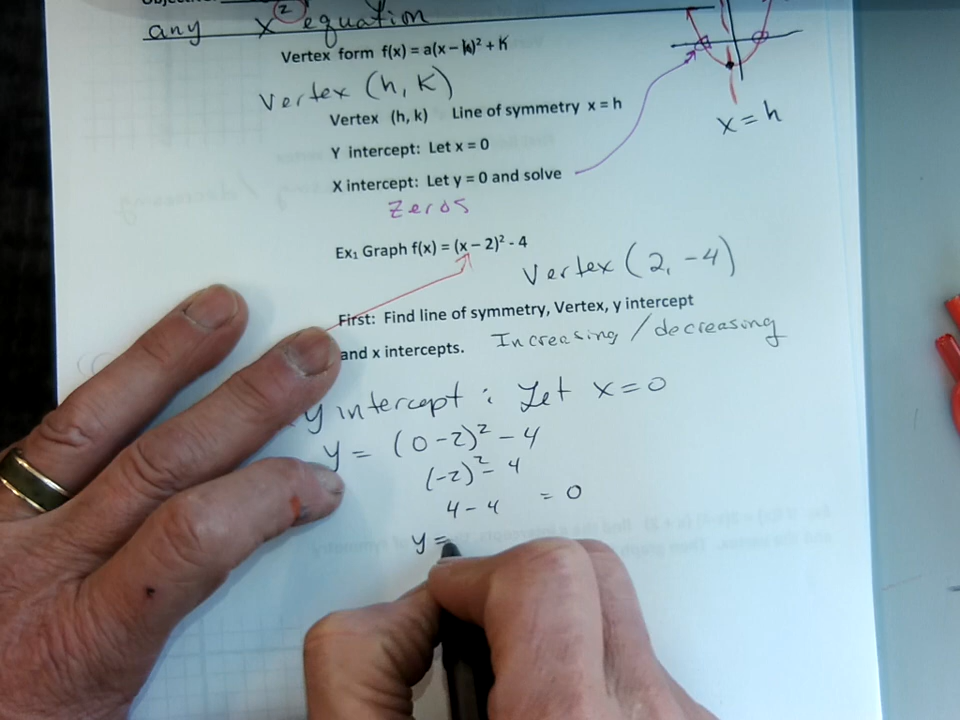 any x² equation
Vertex form f(x) = a(x – h)² + k
Vertex (h, k)
Vertex (h, k) Line of symmetry x = h
x = h
Y intercept: Let x = 0
X intercept: Let y = 0 and solve
Zeros
Ex₁ Graph f(x) = (x – 2)² - 4
Vertex (2, -4)
First: Find line of symmetry, Vertex, y intercept
and x intercepts. Increasing / decreasing
y intercept : Let x = 0
y = (0-2)² - 4
(-2)² - 4
4 - 4 = 0
y =